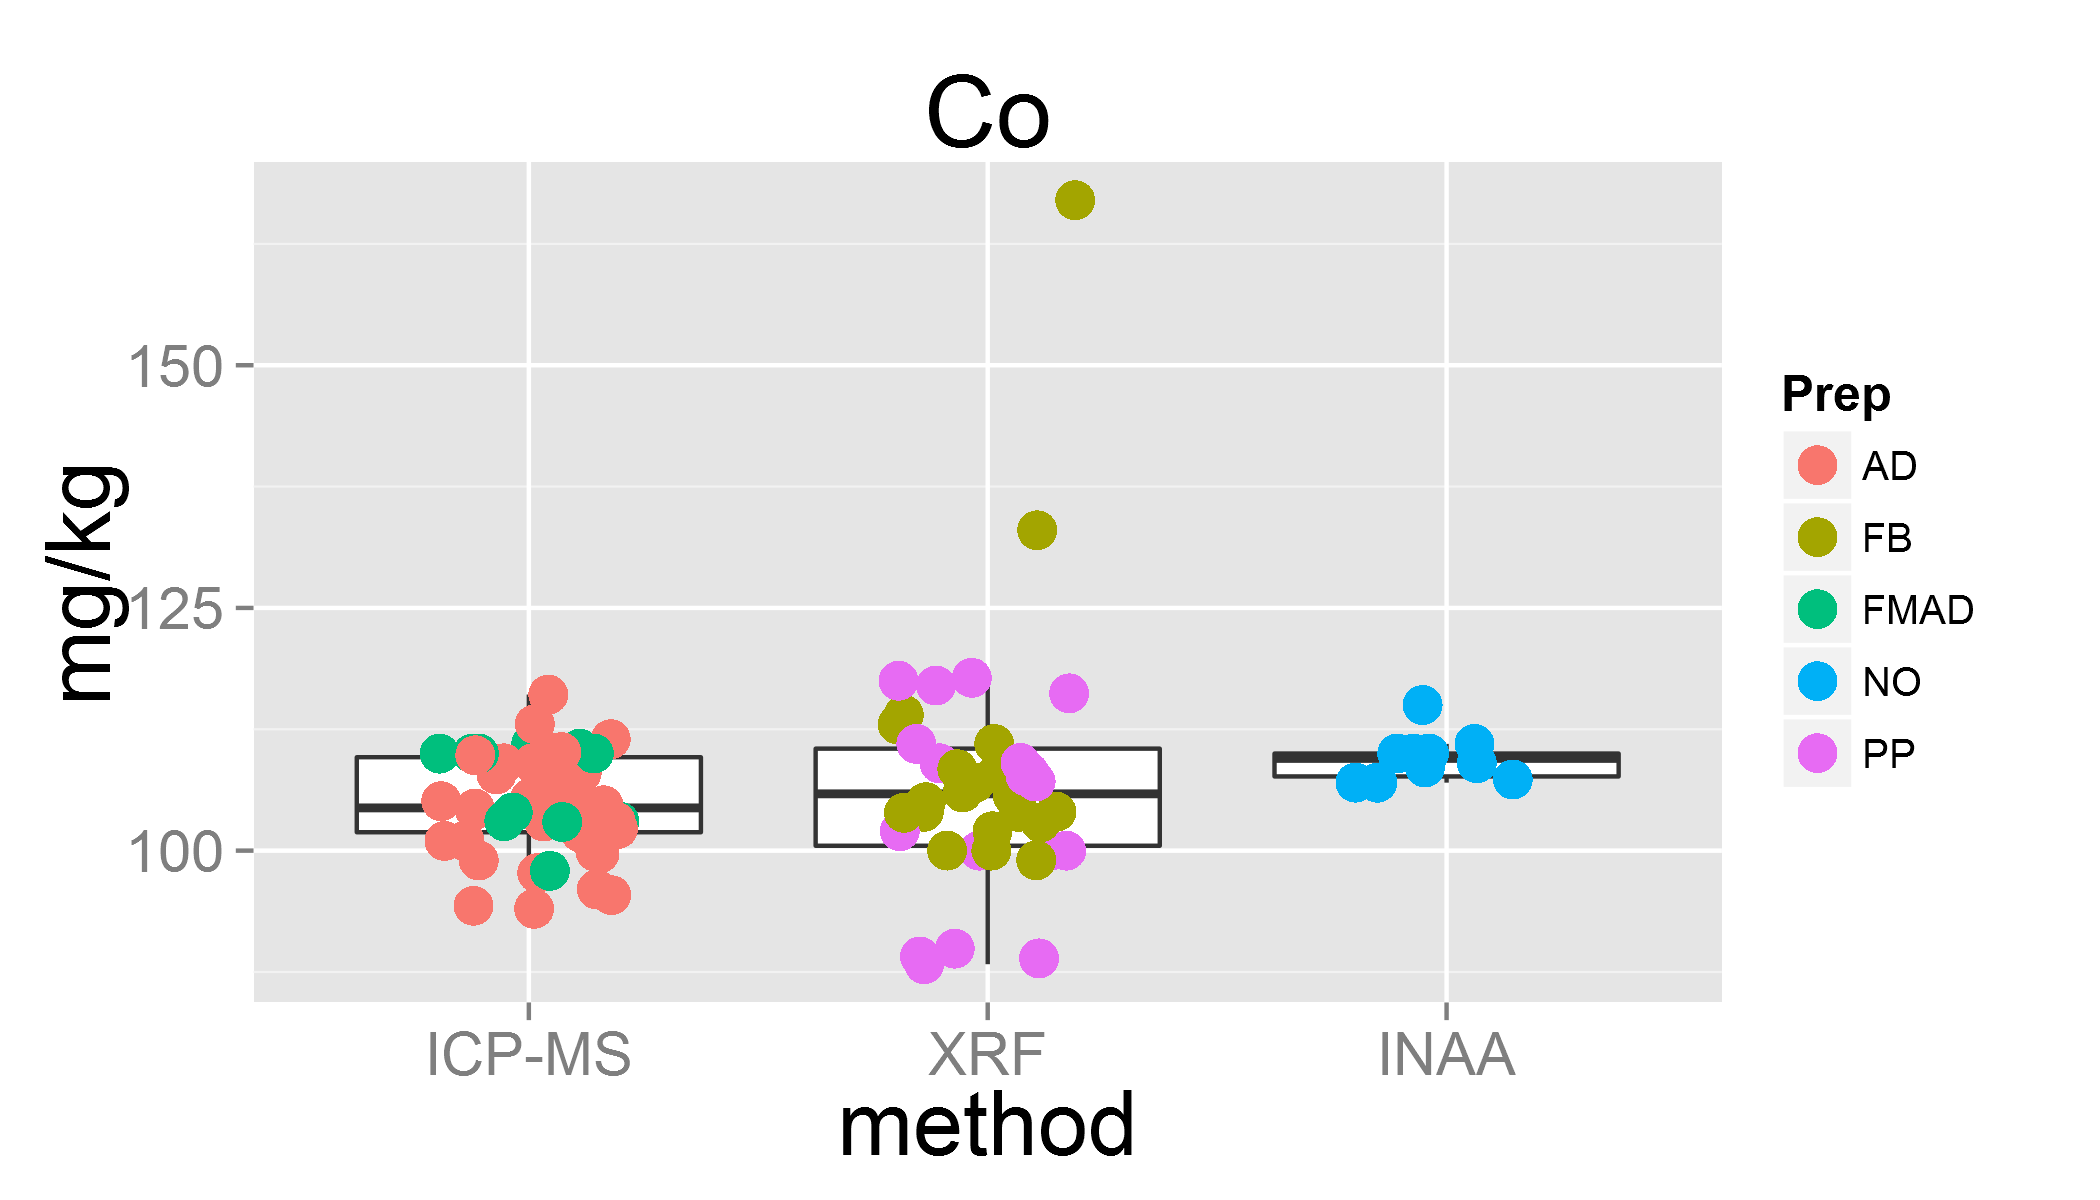 Co
mg/kg
150
125
100
ICP-MS
XRF
INAA
method
Prep
AD
FB
FMAD
NO
PP